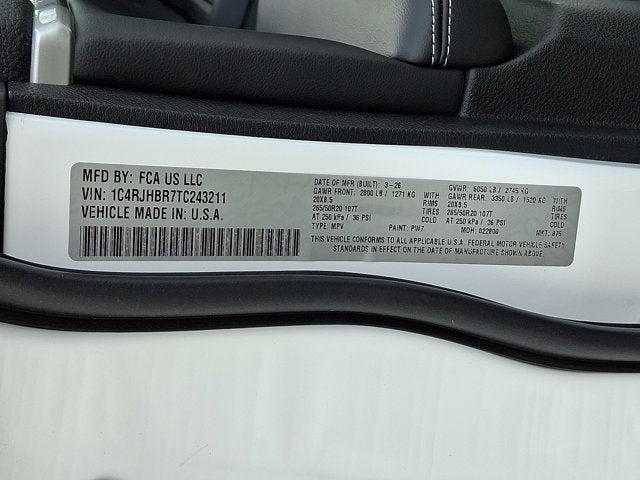 MFD BY: FCA US LLC
VIN: 1C4RJHBR7TC243211
VEHICLE MADE IN: U.S.A.
DATE OF MFR (BUILT): 3-26 GVWR: 6050 LB / 2745 KG
GAWR FRONT: 2800 LB / 1271 KG WITH GAWR REAR: 3350 LB / 1520 KG WITH
20X8.5 RIMS 20X8.5 RIMS
265/50R20 107T TIRES 265/50R20 107T TIRES
AT 250 kPa / 36 PSI COLD AT 250 kPa / 36 PSI COLD
TYPE: MPV PAINT: PW7 MDH: 022800 MKT: 875
THIS VEHICLE CONFORMS TO ALL APPLICABLE U.S.A. FEDERAL MOTOR VEHICLE SAFETY
STANDARDS IN EFFECT ON THE DATE OF MANUFACTURE SHOWN ABOVE.